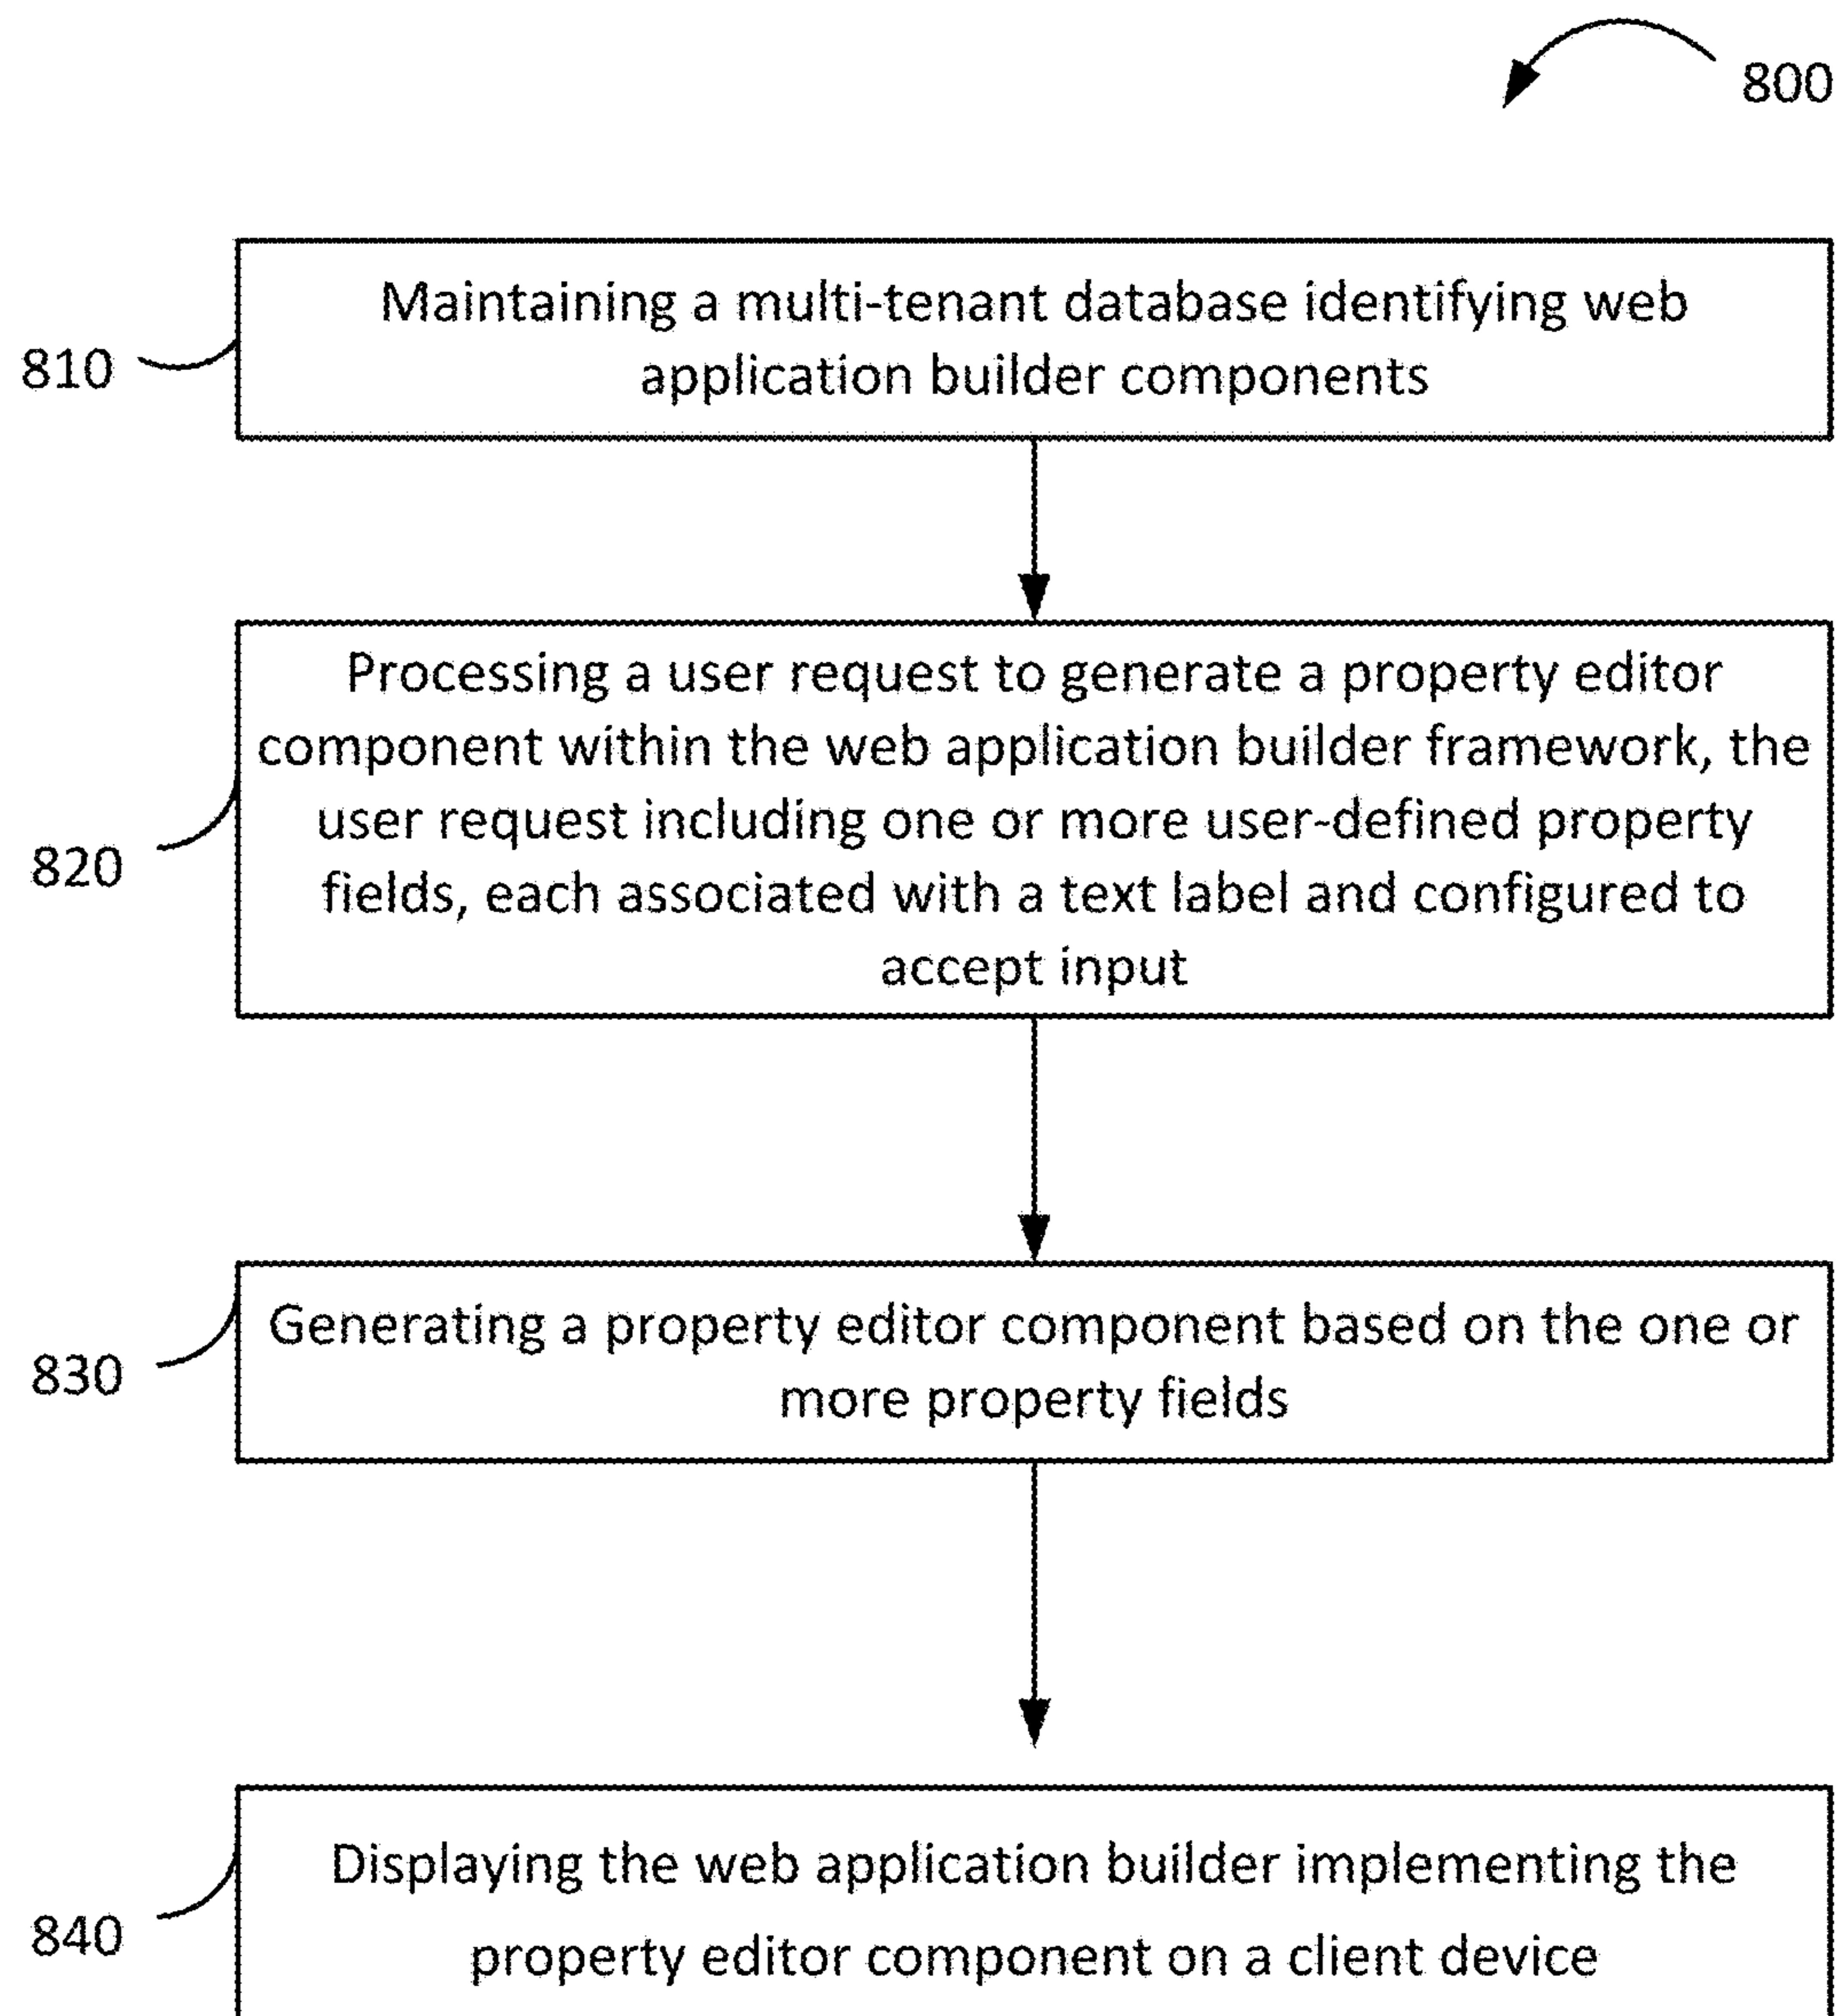 800
Maintaining a multi-tenant database identifying web
application builder components
810
Processing a user request to generate a property editor
component within the web application builder framework, the
user request including one or more user-defined property
fields, each associated with a text label and configured to
accept input
820
Generating a property editor component based on the one or
more property fields
830
Displaying the web application builder implementing the
property editor component on a client device
840